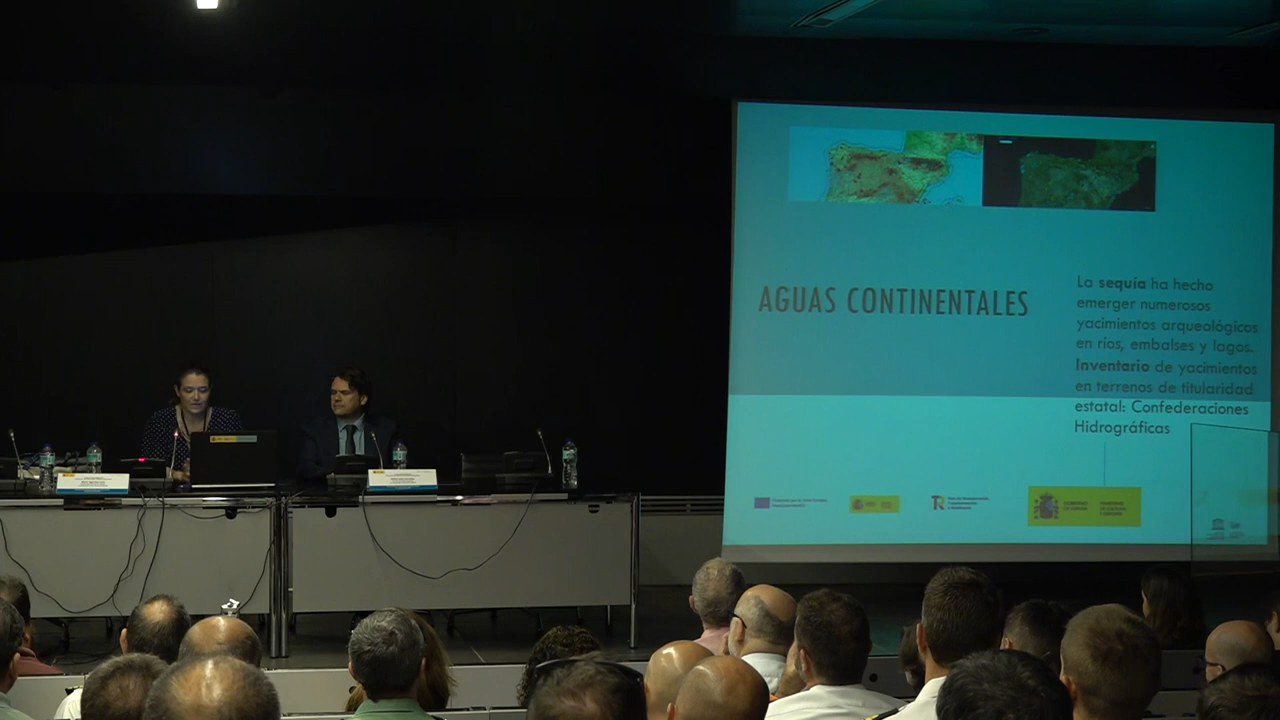 AGUAS CONTINENTALES
La sequía ha hecho
emerger numerosos
yacimientos arqueológicos
en ríos, embalses y lagos.
Inventario de yacimientos
en terrenos de titularidad
estatal: Confederaciones
Hidrográficas